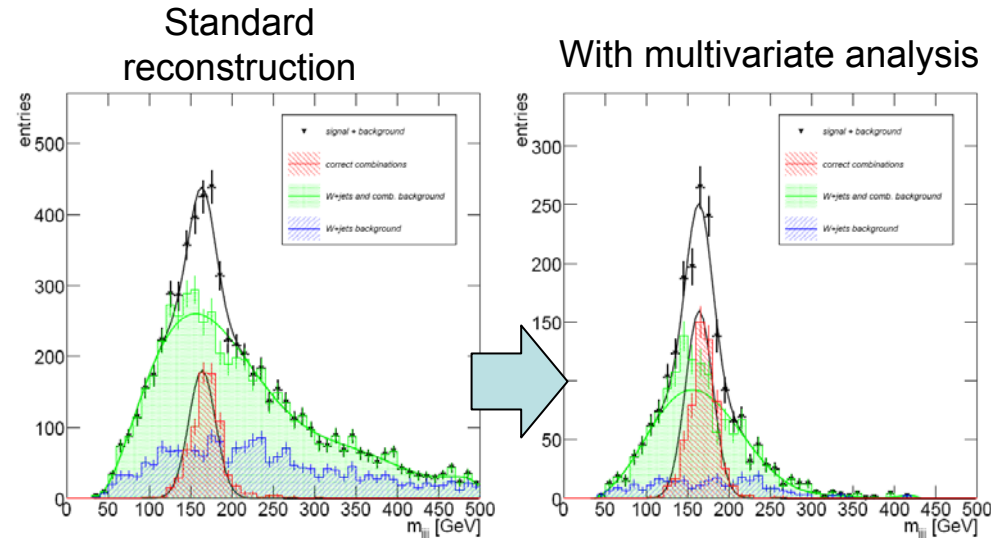 Standard
reconstruction
With multivariate analysis
entries
500
400
300
200
100
0
0 50 100 150 200 250 300 350 400 450 500
m_jjj [GeV]
signal + background
correct combinations
W+jets and comb. background
W+jets background
entries
300
250
200
150
100
50
0
0 50 100 150 200 250 300 350 400 450 500
m_jjj [GeV]
signal + background
correct combinations
W+jets and comb. background
W+jets background